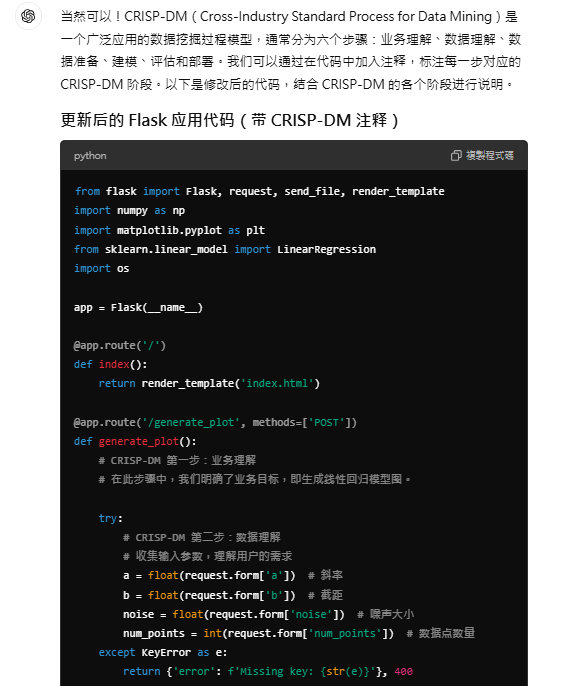 当然可以！CRISP-DM（Cross-Industry Standard Process for Data Mining）是
一个广泛应用的数据挖掘过程模型，通常分为六个步骤：业务理解、数据理解、数
据准备、建模、评估和部署。我们可以通过在代码中加入注释，标注每一步对应的
CRISP-DM 阶段。以下是修改后的代码，结合 CRISP-DM 的各个阶段进行说明。
更新后的 Flask 应用代码（带 CRISP-DM 注释）
python
複製程式碼
from flask import Flask, request, send_file, render_template
import numpy as np
import matplotlib.pyplot as plt
from sklearn.linear_model import LinearRegression
import os
app = Flask(__name__)
@app.route('/')
def index():
    return render_template('index.html')
@app.route('/generate_plot', methods=['POST'])
def generate_plot():
    # CRISP-DM 第一步：业务理解
    # 在此步骤中，我们明确了业务目标，即生成线性回归模型图。
    try:
        # CRISP-DM 第二步：数据理解
        # 收集输入参数，理解用户的需求
        a = float(request.form['a'])  # 斜率
        b = float(request.form['b'])  # 截距
        noise = float(request.form['noise'])  # 噪声大小
        num_points = int(request.form['num_points'])  # 数据点数量
    except KeyError as e:
        return {'error': f'Missing key: {str(e)}'}, 400